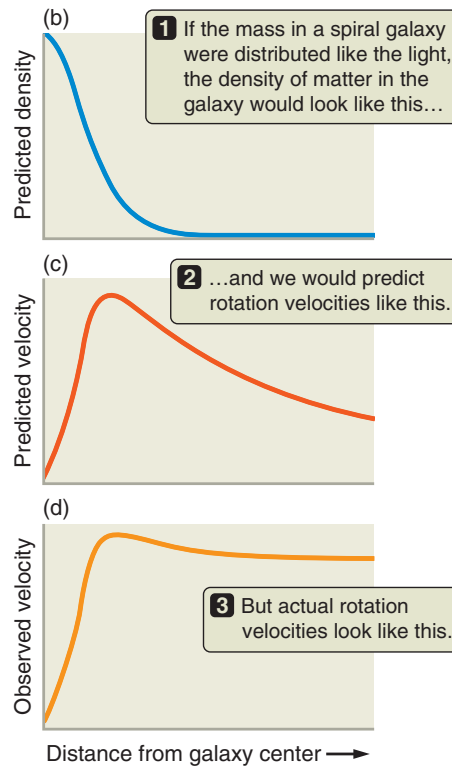 (b)
1 If the mass in a spiral galaxy
were distributed like the light,
the density of matter in the
galaxy would look like this…
Predicted density
(c)
2 …and we would predict
rotation velocities like this.
Predicted velocity
(d)
3 But actual rotation
velocities look like this.
Observed velocity
Distance from galaxy center